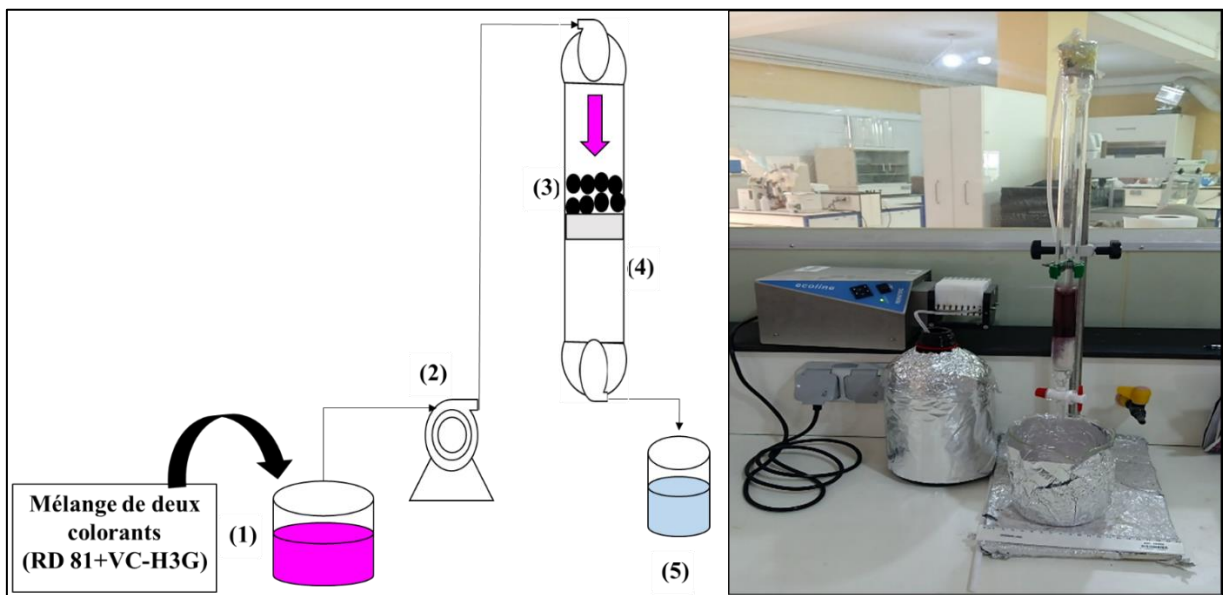 (3)
(4)
(2)
Mélange de deux
colorants
(RD 81+VC-H3G)
(1)
(5)
ecoline